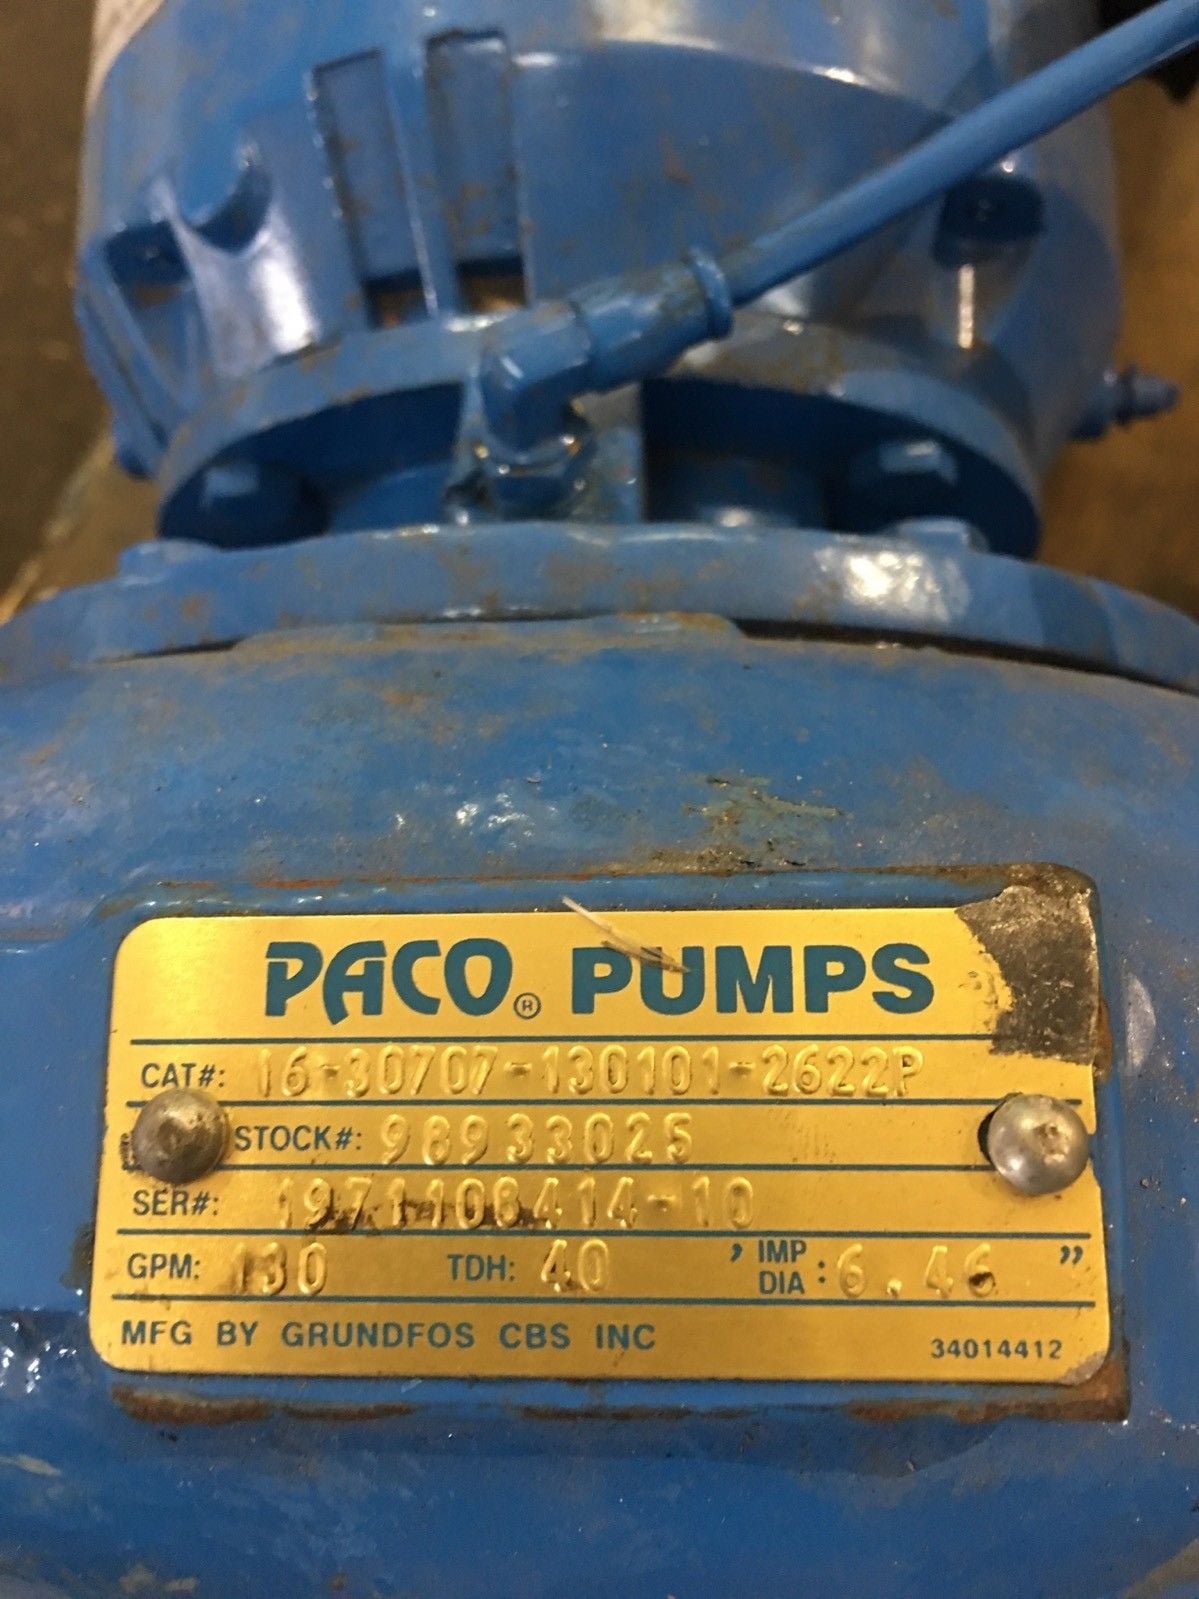 PACO® PUMPS
CAT#: 16-30707-130101-2622P
STOCK#: 98933025
SER#: 1971108414-10
GPM: 130 TDH: 40 ' IMP DIA: 6.46 "
MFG BY GRUNDFOS CBS INC 34014412